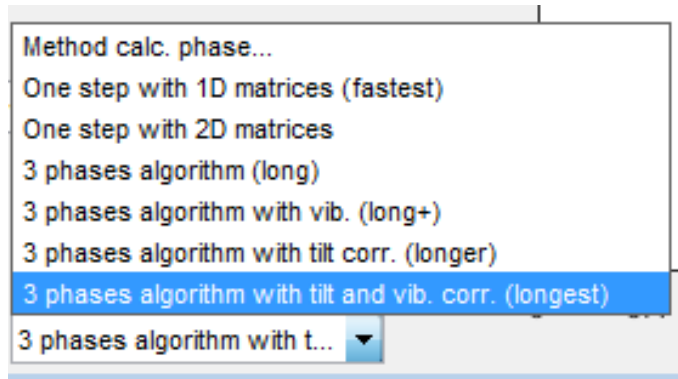 Method calc. phase...
One step with 1D matrices (fastest)
One step with 2D matrices
3 phases algorithm (long)
3 phases algorithm with vib. (long+)
3 phases algorithm with tilt corr. (longer)
3 phases algorithm with tilt and vib. corr. (longest)
3 phases algorithm with t...